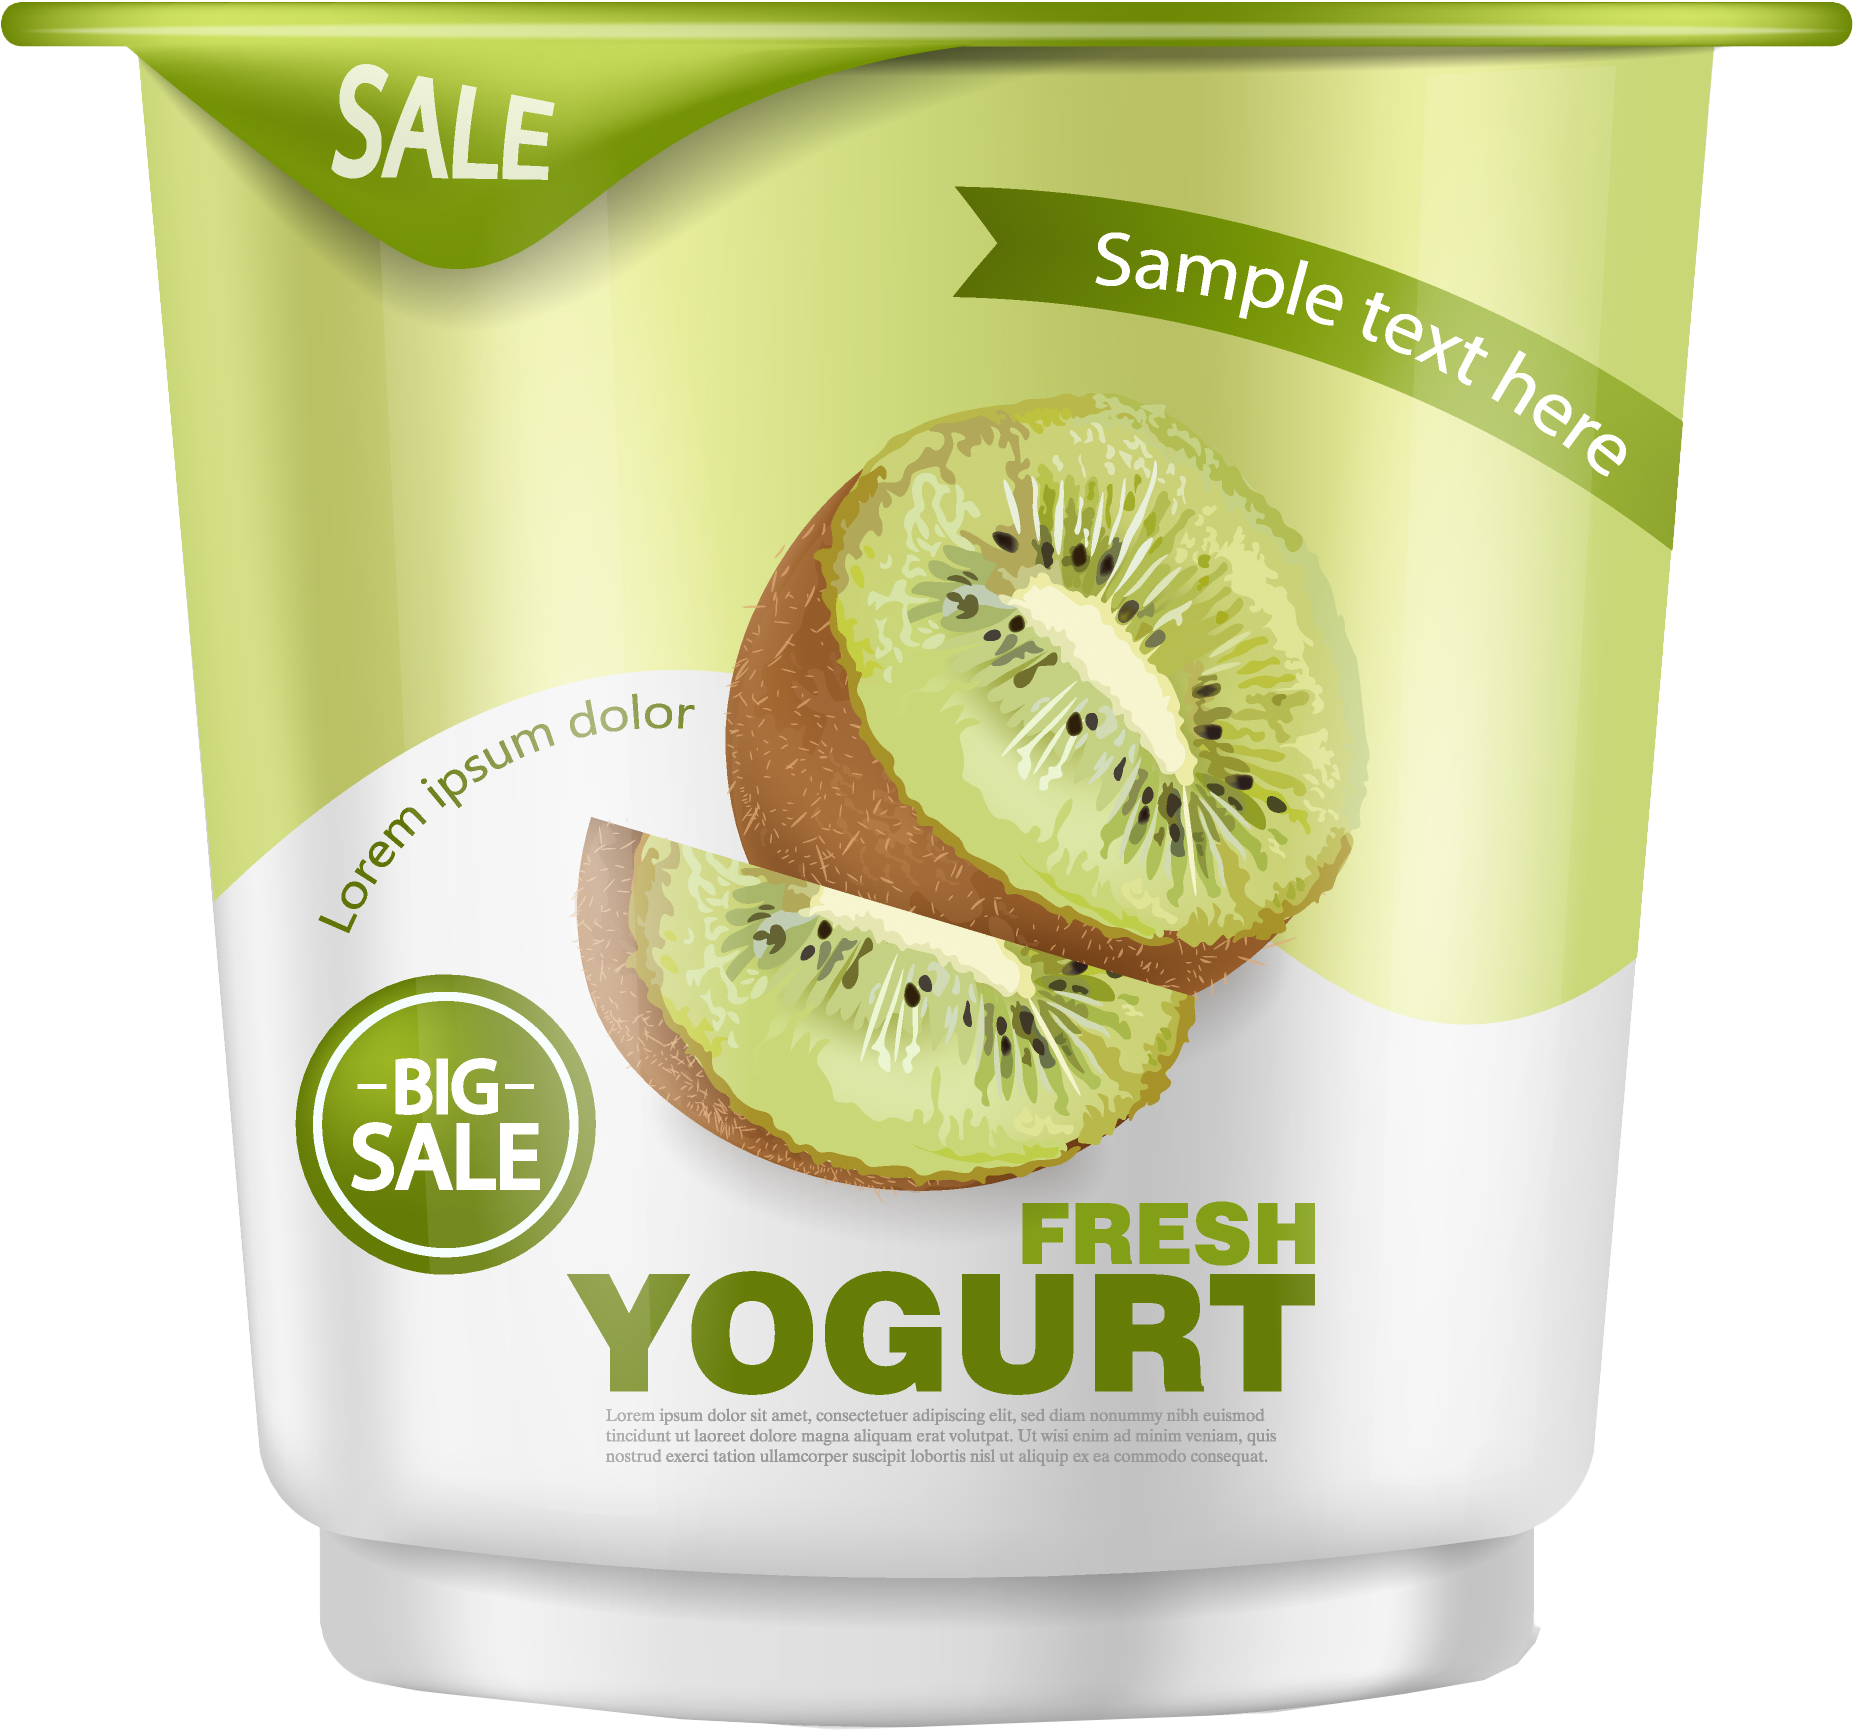 SALE
Sample text here
Lorem ipsum dolor
-BIG-
SALE
FRESH
YOGURT
Lorem ipsum dolor sit amet, consectetuer adipiscing elit, sed diam nonummy nibh euismod
tincidunt ut laoreet dolore magna aliquam erat volutpat. Ut wisi enim ad minim veniam, quis
nostrud exerci tation ullamcorper suscipit lobortis nisl ut aliquip ex ea commodo consequat.